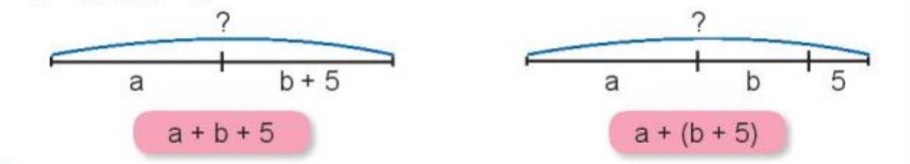 ? ?
a b + 5 a b 5
a + b + 5 a + (b + 5)